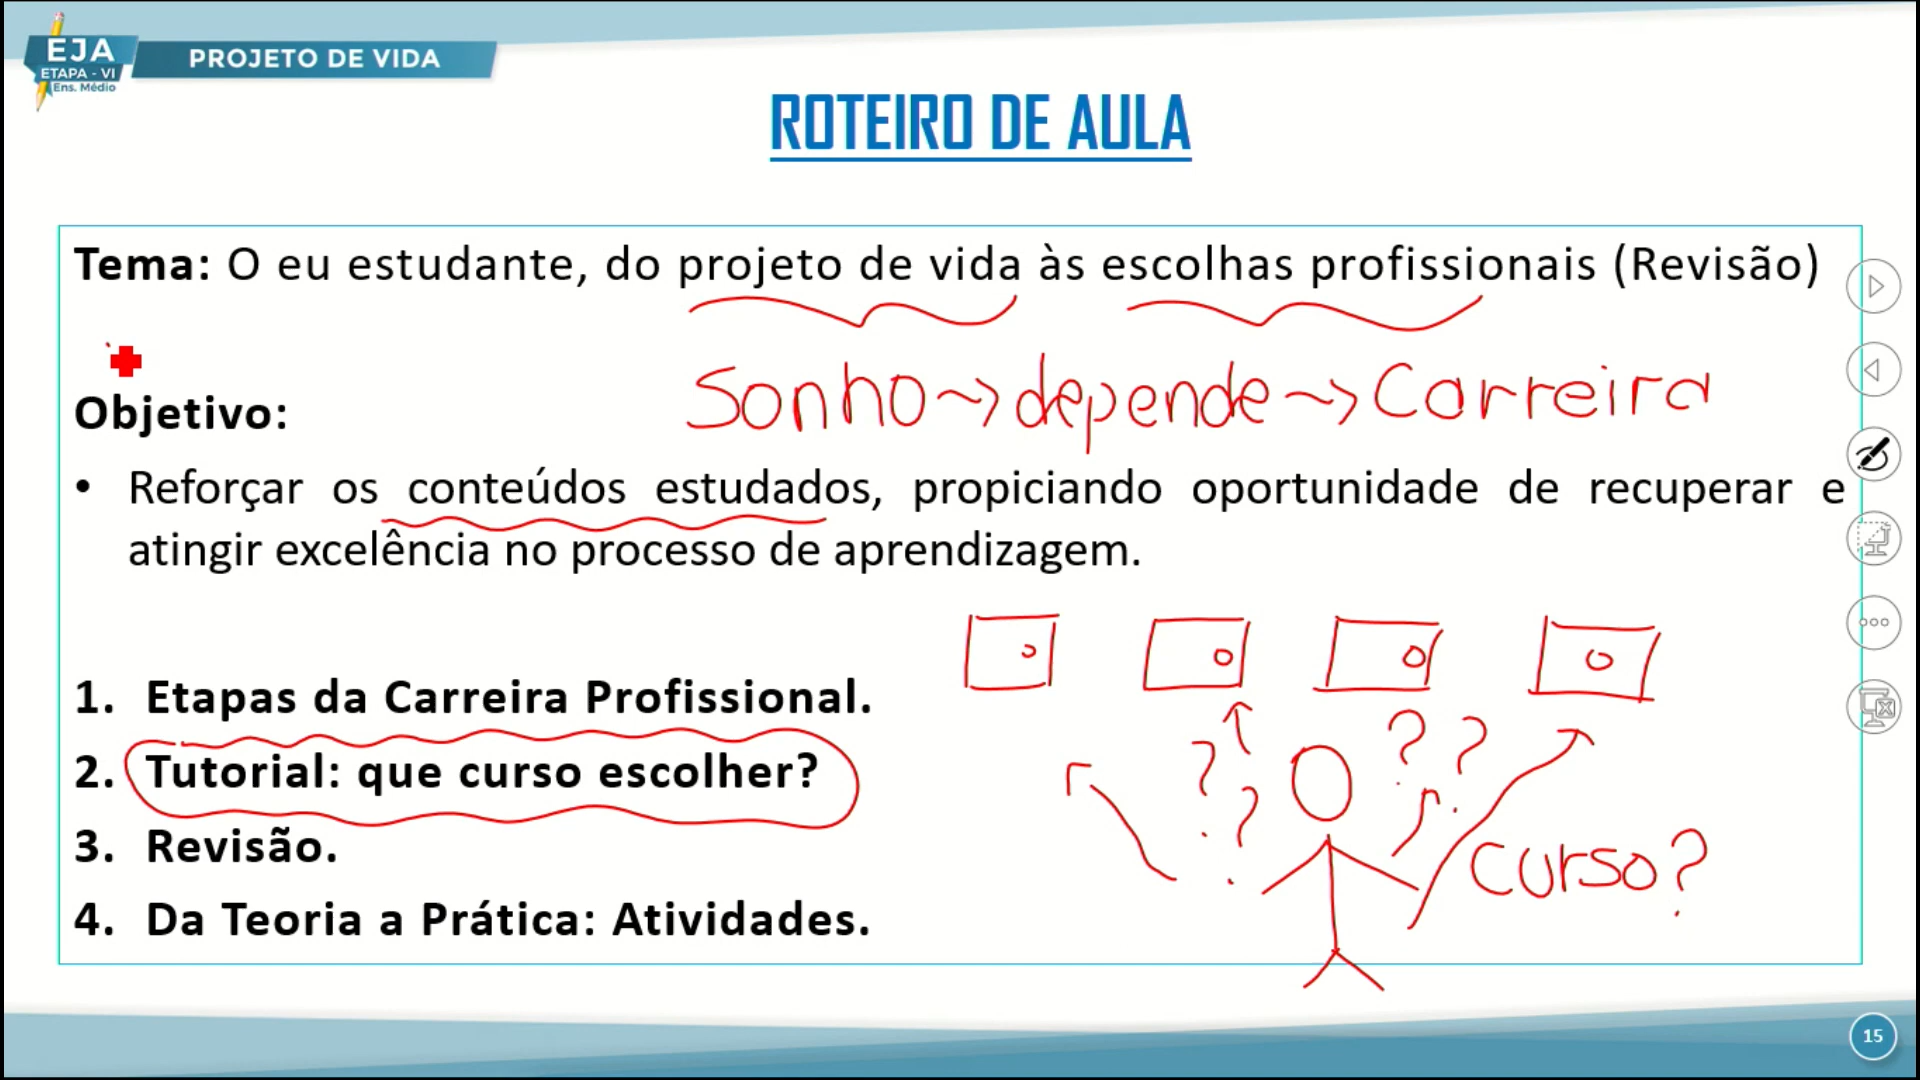 EJA
ETAPA - VI
Ens. Médio
PROJETO DE VIDA
ROTEIRO DE AULA
Tema: O eu estudante, do projeto de vida às escolhas profissionais (Revisão)
Sonho → depende → Carreira
Objetivo:
• Reforçar os conteúdos estudados, propiciando oportunidade de recuperar e
atingir excelência no processo de aprendizagem.
1. Etapas da Carreira Profissional.
2. Tutorial: que curso escolher?
3. Revisão.
4. Da Teoria a Prática: Atividades.
? ? ? ?
curso?
15